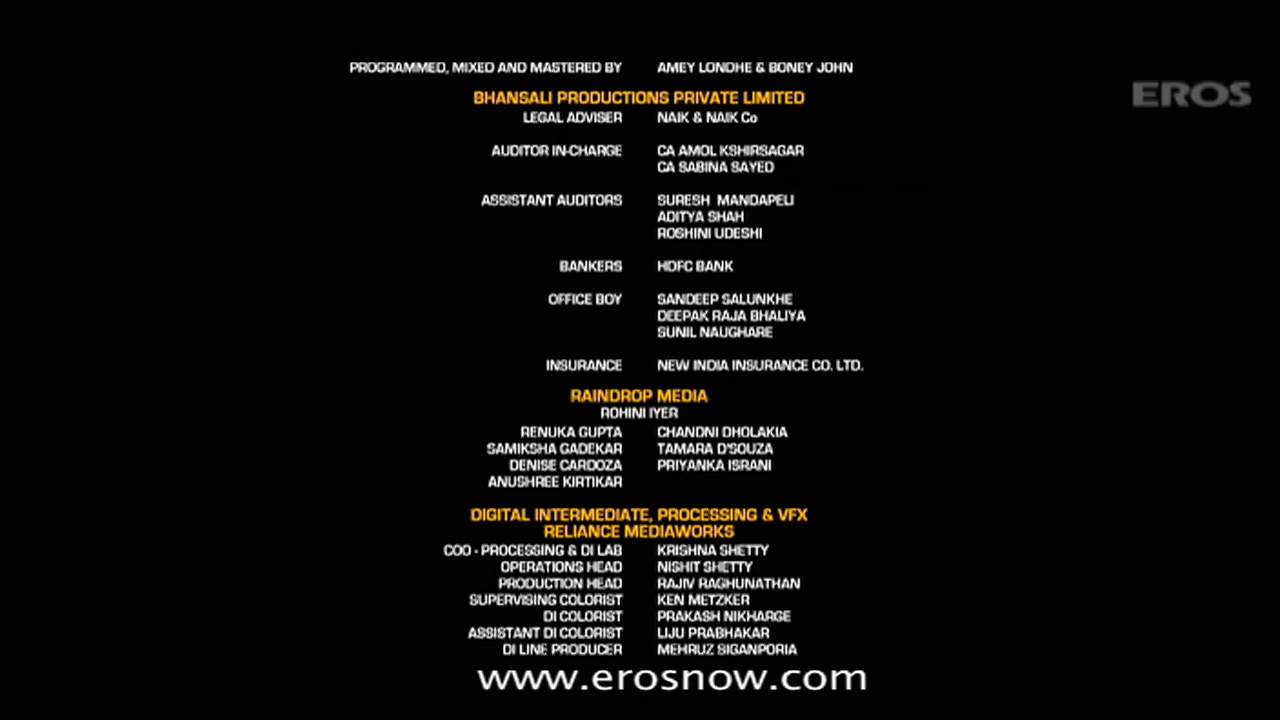 PROGRAMMED, MIXED AND MASTERED BY AMEY LONDHE & BONEY JOHN
EROS
BHANSALI PRODUCTIONS PRIVATE LIMITED
LEGAL ADVISER NAIK & NAIK Co
AUDITOR IN-CHARGE CA AMOL KSHIRSAGAR
CA SABINA SAYED
ASSISTANT AUDITORS SURESH MANDAPELI
ADITYA SHAH
ROSHINI UDESHI
BANKERS HDFC BANK
OFFICE BOY SANDEEP SALUNKHE
DEEPAK RAJA BHALIYA
SUNIL NAUGHARE
INSURANCE NEW INDIA INSURANCE CO. LTD.
RAINDROP MEDIA
ROHINI IYER
RENUKA GUPTA CHANDNI DHOLAKIA
SAMIKSHA GADEKAR TAMARA D'SOUZA
DENISE CARDOZA PRIYANKA ISRANI
ANUSHREE KIRTIKAR
DIGITAL INTERMEDIATE, PROCESSING & VFX
RELIANCE MEDIAWORKS
COO - PROCESSING & DI LAB KRISHNA SHETTY
OPERATIONS HEAD NISHIT SHETTY
PRODUCTION HEAD RAJIV RAGHUNATHAN
SUPERVISING COLORIST KEN METZKER
DI COLORIST PRAKASH NIKHARGE
ASSISTANT DI COLORIST LIJU PRABHAKAR
DI LINE PRODUCER MEHRUZ SIGANPORIA
www.erosnow.com